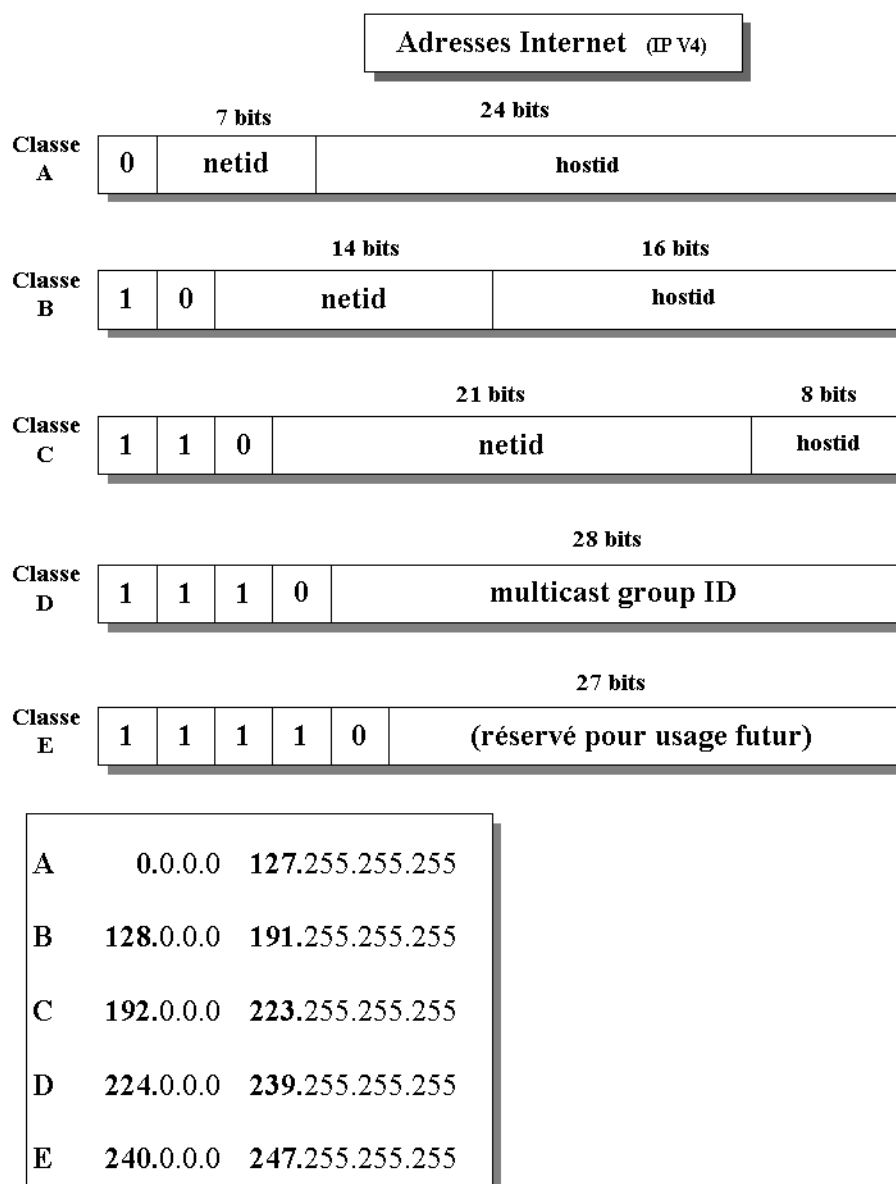 Adresses Internet (IP V4)
7 bits 24 bits
Classe
A
0 netid hostid
14 bits 16 bits
Classe
B
1 0 netid hostid
21 bits 8 bits
Classe
C
1 1 0 netid hostid
28 bits
Classe
D
1 1 1 0 multicast group ID
27 bits
Classe
E
1 1 1 1 0 (réservé pour usage futur)
A 0.0.0.0 127.255.255.255
B 128.0.0.0 191.255.255.255
C 192.0.0.0 223.255.255.255
D 224.0.0.0 239.255.255.255
E 240.0.0.0 247.255.255.255